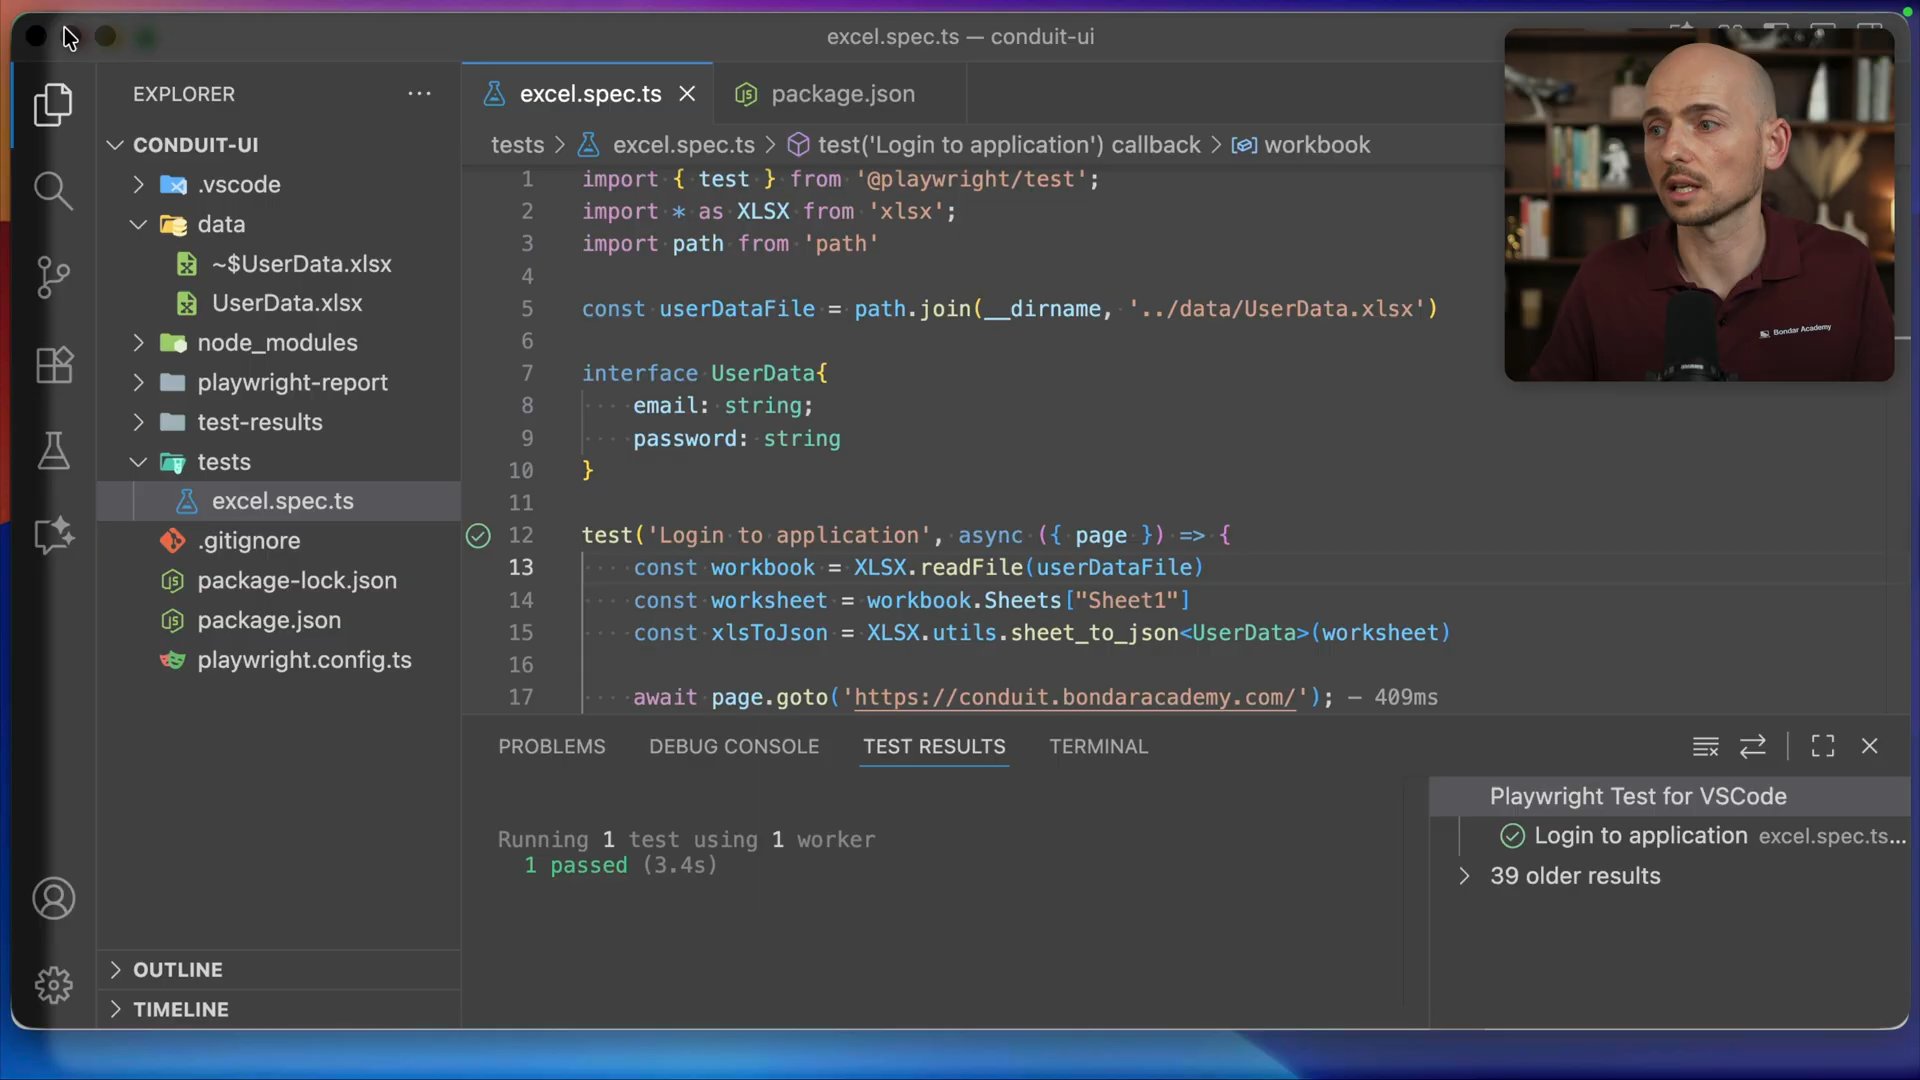 excel.spec.ts — conduit-ui
EXPLORER
CONDUIT-UI
.vscode
data
~$UserData.xlsx
UserData.xlsx
node_modules
playwright-report
test-results
tests
excel.spec.ts
.gitignore
package-lock.json
package.json
playwright.config.ts
OUTLINE
TIMELINE
excel.spec.ts
package.json
tests > excel.spec.ts > test('Login to application') callback > workbook
1 import { test } from '@playwright/test';
2 import * as XLSX from 'xlsx';
3 import path from 'path'
4
5 const userDataFile = path.join(__dirname, '../data/UserData.xlsx')
6
7 interface UserData{
8 email: string;
9 password: string
10 }
11
12 test('Login to application', async ({ page }) => {
13 const workbook = XLSX.readFile(userDataFile)
14 const worksheet = workbook.Sheets["Sheet1"]
15 const xlsToJson = XLSX.utils.sheet_to_json<UserData>(worksheet)
16
17 await page.goto('https://conduit.bondaracademy.com/'); — 409ms
PROBLEMS DEBUG CONSOLE TEST RESULTS TERMINAL
Running 1 test using 1 worker
1 passed (3.4s)
Playwright Test for VSCode
Login to application excel.spec.ts...
39 older results
Bondar Academy